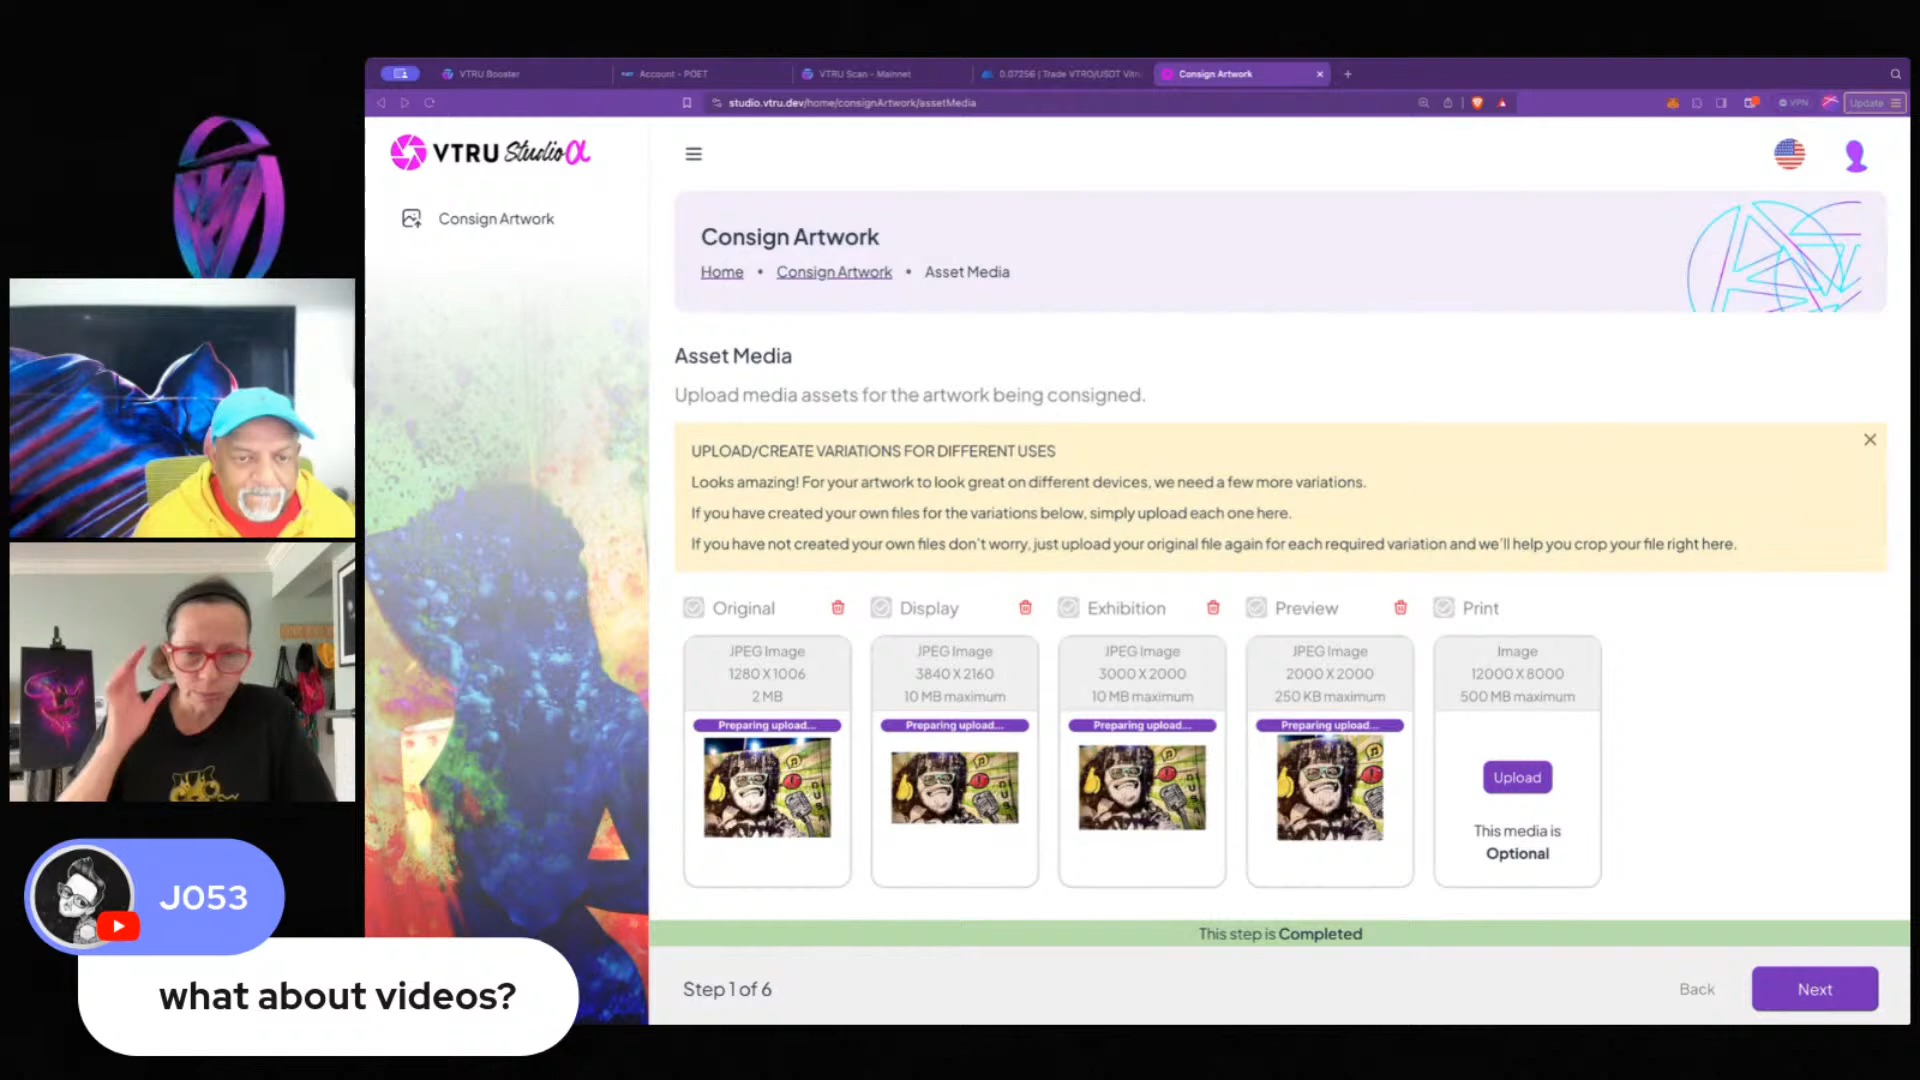 VTRU Booster
Account - POET
VTRU Scan - Mainnet
0.07256 | Trade VTRO/USDT Vitr
Consign Artwork
studio.vtru.dev/home/consignArtwork/assetMedia
VPN
Update
VTRU Studio α
Consign Artwork
Consign Artwork
Home • Consign Artwork • Asset Media
Asset Media
Upload media assets for the artwork being consigned.
UPLOAD/CREATE VARIATIONS FOR DIFFERENT USES
Looks amazing! For your artwork to look great on different devices, we need a few more variations.
If you have created your own files for the variations below, simply upload each one here.
If you have not created your own files don't worry, just upload your original file again for each required variation and we'll help you crop your file right here.
Original
JPEG Image
1280 X 1006
2 MB
Preparing upload...
Display
JPEG Image
3840 X 2160
10 MB maximum
Preparing upload...
Exhibition
JPEG Image
3000 X 2000
10 MB maximum
Preparing upload...
Preview
JPEG Image
2000 X 2000
250 KB maximum
Preparing upload...
Print
Image
12000 X 8000
500 MB maximum
Upload
This media is
Optional
This step is Completed
Step 1 of 6
Back
Next
J053
what about videos?